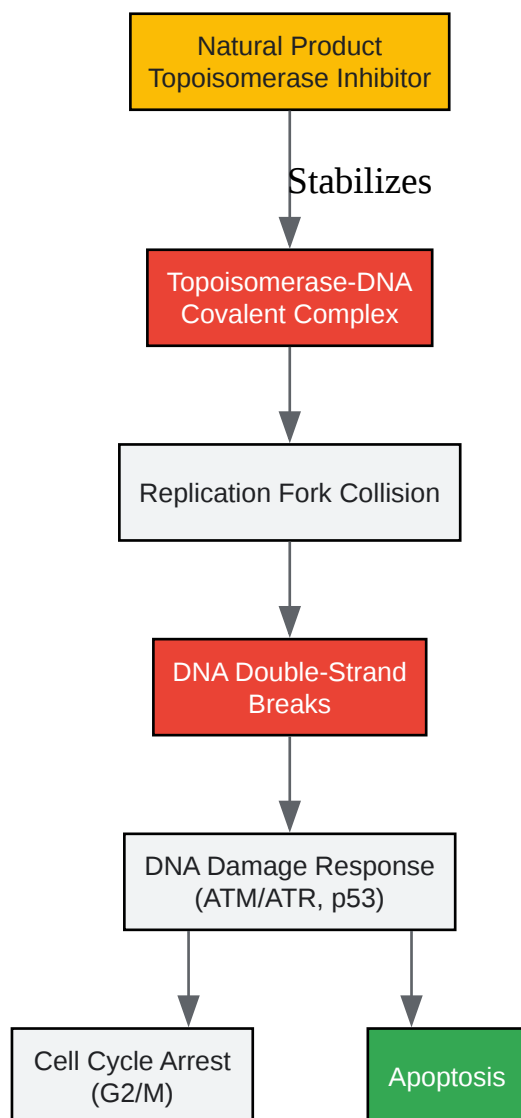 Natural Product
Topoisomerase Inhibitor
Stabilizes
Topoisomerase-DNA
Covalent Complex
Replication Fork Collision
DNA Double-Strand
Breaks
DNA Damage Response
(ATM/ATR, p53)
Cell Cycle Arrest
(G2/M)
Apoptosis